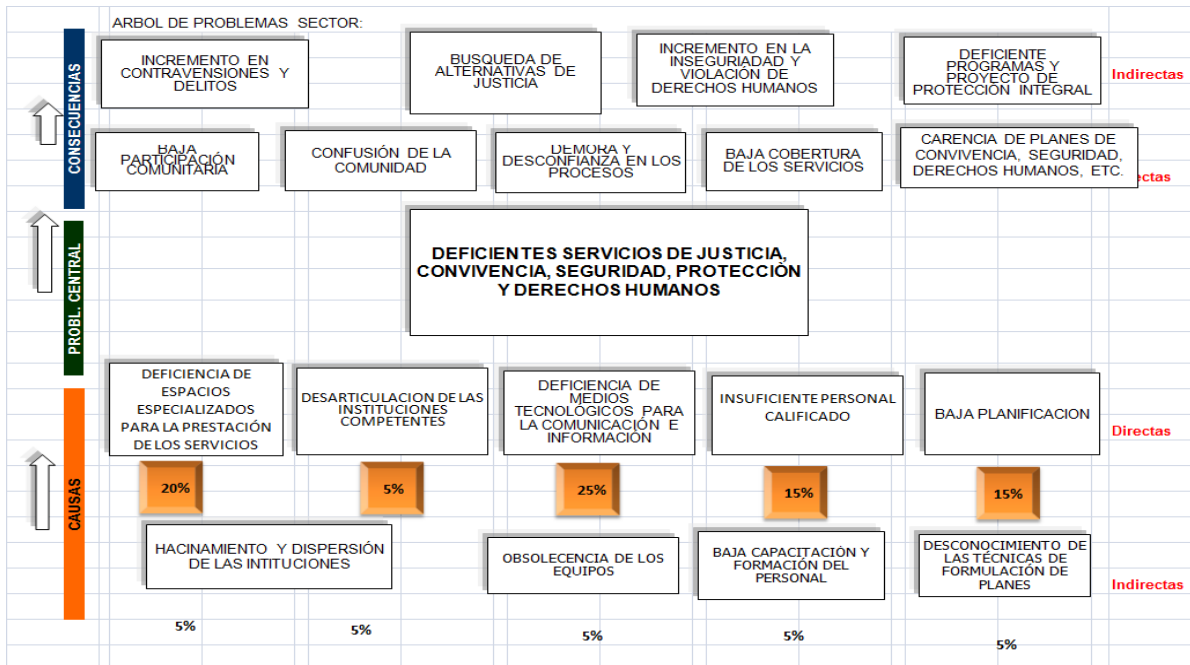 ARBOL DE PROBLEMAS SECTOR:
CONSECUENCIAS
INCREMENTO EN
CONTRAVENSIONES Y
DELITOS
BUSQUEDA DE
ALTERNATIVAS DE
JUSTICIA
INCREMENTO EN LA
INSEGURIADAD Y
VIOLACIÓN DE
DERECHOS HUMANOS
DEFICIENTE
PROGRAMAS Y
PROYECTO DE
PROTECCIÓN INTEGRAL
Indirectas
BAJA
PARTICIPACIÓN
COMUNITARIA
CONFUSIÓN DE LA
COMUNIDAD
DEMORA Y
DESCONFIANZA EN LOS
PROCESOS
BAJA COBERTURA
DE LOS SERVICIOS
CARENCIA DE PLANES DE
CONVIVENCIA, SEGURIDAD,
DERECHOS HUMANOS, ETC.
ectas
PROBL. CENTRAL
DEFICIENTES SERVICIOS DE JUSTICIA,
CONVIVENCIA, SEGURIDAD, PROTECCIÒN
Y DERECHOS HUMANOS
CAUSAS
DEFICIENCIA DE
ESPACIOS
ESPECIALIZADOS
PARA LA PRESTACIÓN
DE LOS SERVICIOS
DESARTICULACION DE LAS
INSTITUCIONES
COMPETENTES
DEFICIENCIA DE
MEDIOS
TECNOLÓGICOS PARA
LA COMUNICACIÓN E
INFORMACIÓN
INSUFICIENTE PERSONAL
CALIFICADO
BAJA PLANIFICACION
Directas
20%
5%
25%
15%
15%
HACINAMIENTO Y DISPERSIÓN
DE LAS INTITUCIONES
OBSOLECENCIA DE LOS
EQUIPOS
BAJA CAPACITACIÓN Y
FORMACIÓN DEL
PERSONAL
DESCONOCIMIENTO DE
LAS TÉCNICAS DE
FORMULACIÓN DE
PLANES
Indirectas
5%
5%
5%
5%
5%